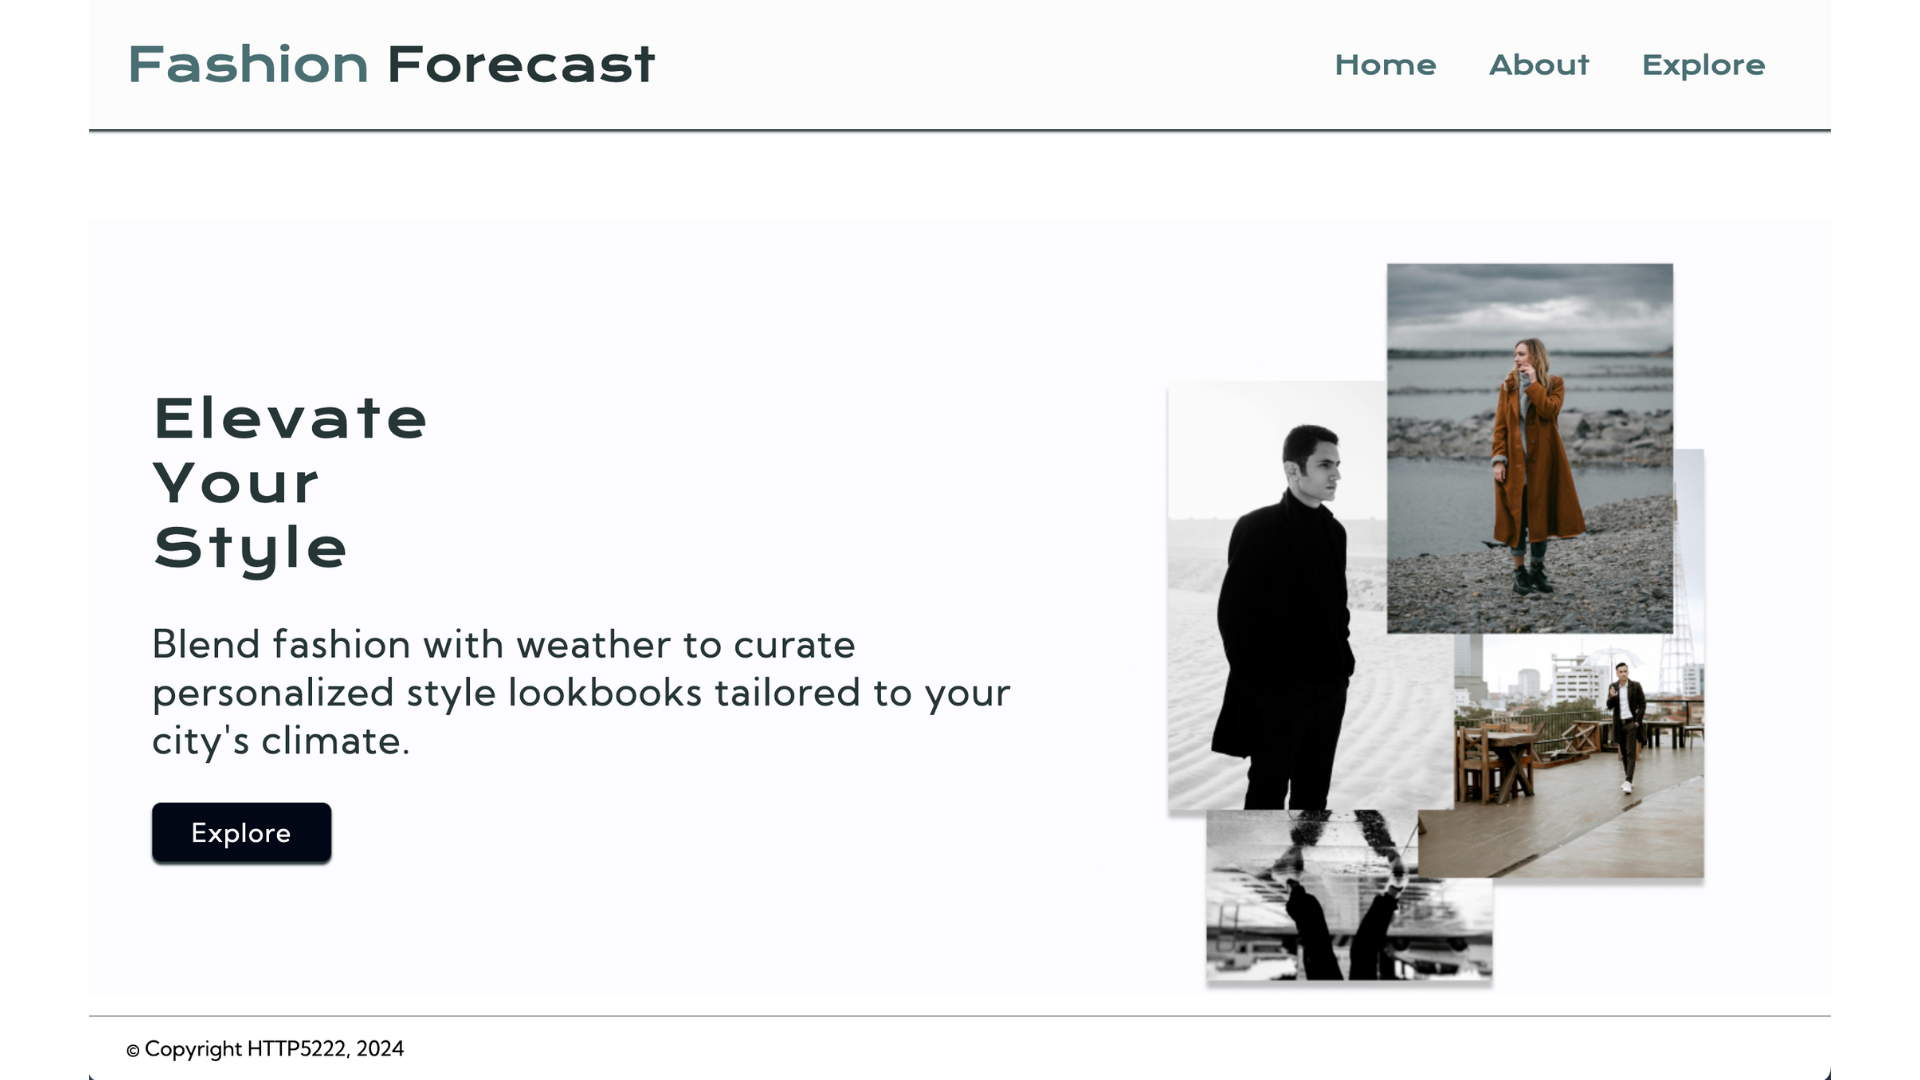 Fashion Forecast
Home About Explore
Elevate
Your
Style
Blend fashion with weather to curate
personalized style lookbooks tailored to your
city's climate.
Explore
© Copyright HTTP5222, 2024